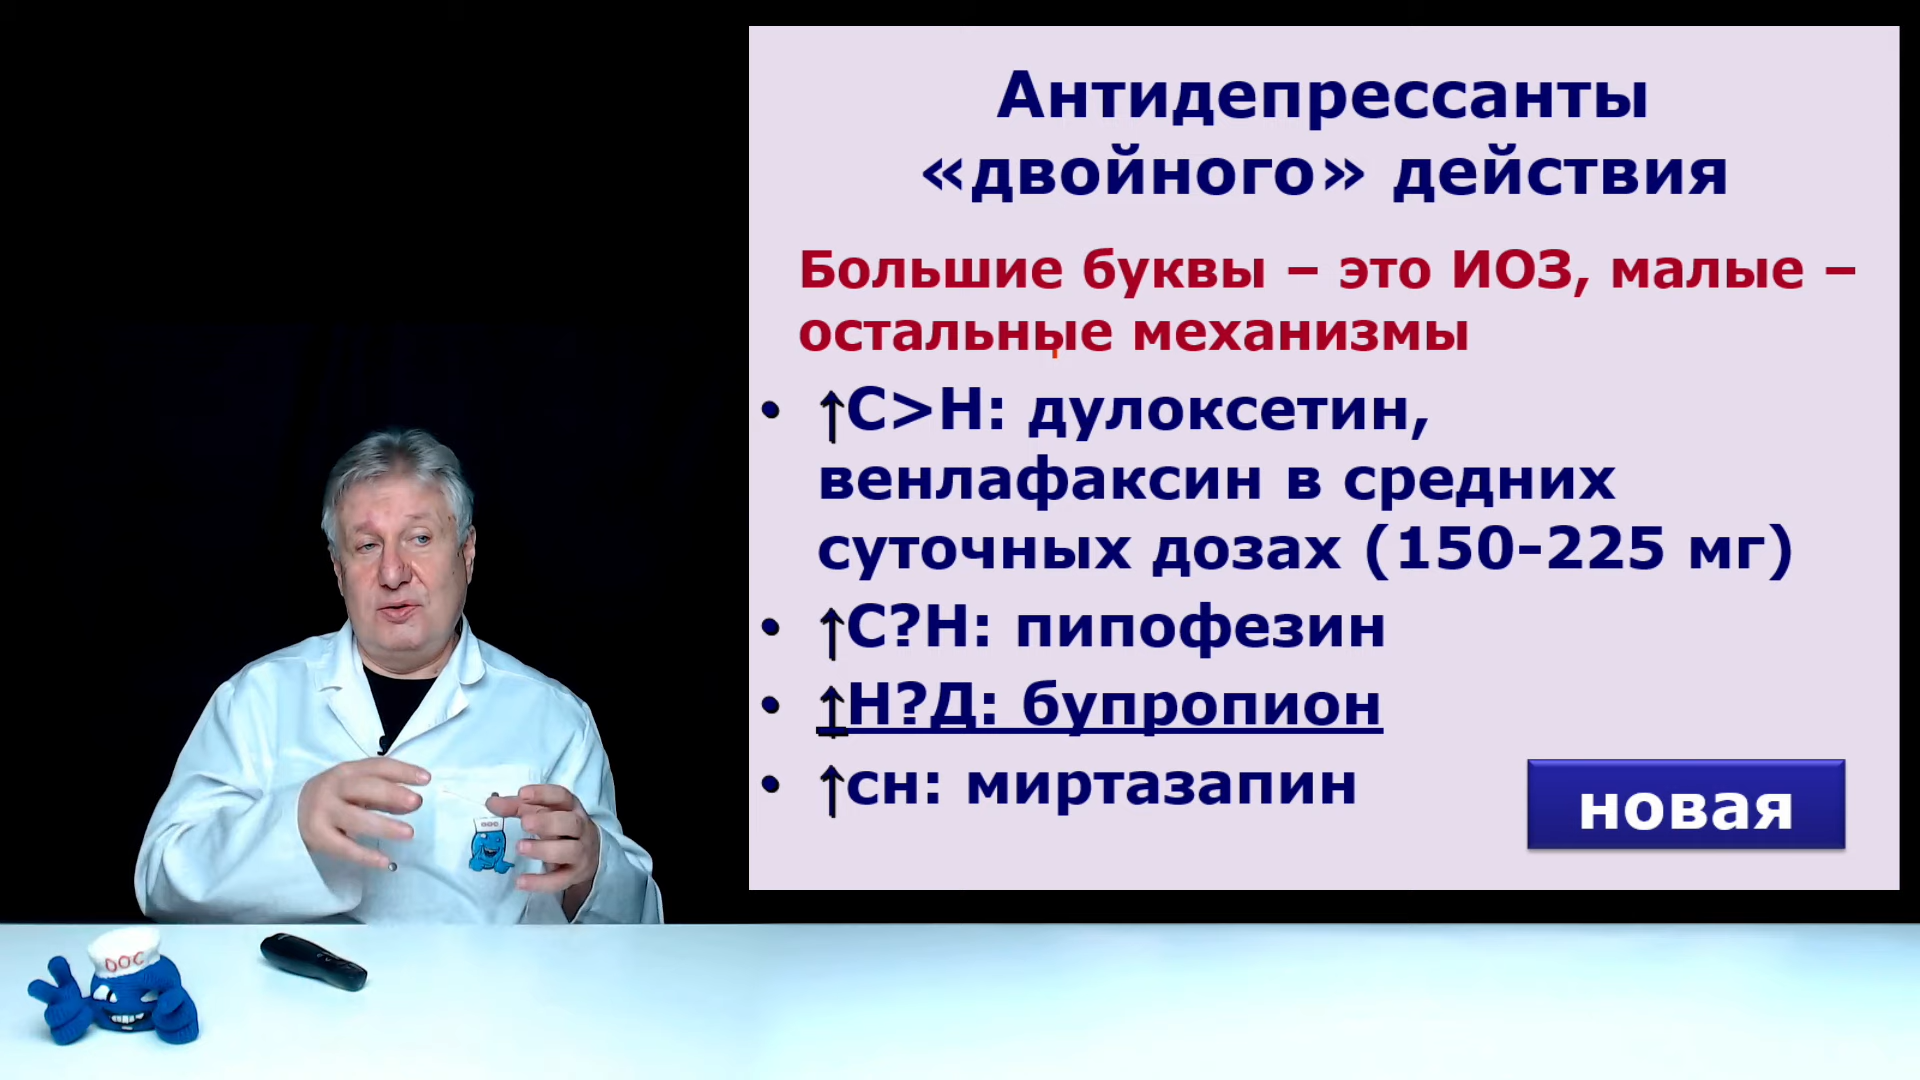 Антидепрессанты
«двойного» действия
Большие буквы – это ИОЗ, малые –
остальные механизмы
• ↑С>Н: дулоксетин,
венлафаксин в средних
суточных дозах (150-225 мг)
• ↑С?Н: пипофезин
• ↑Н?Д: бупропион
• ↑сн: миртазапин
новая
DOC